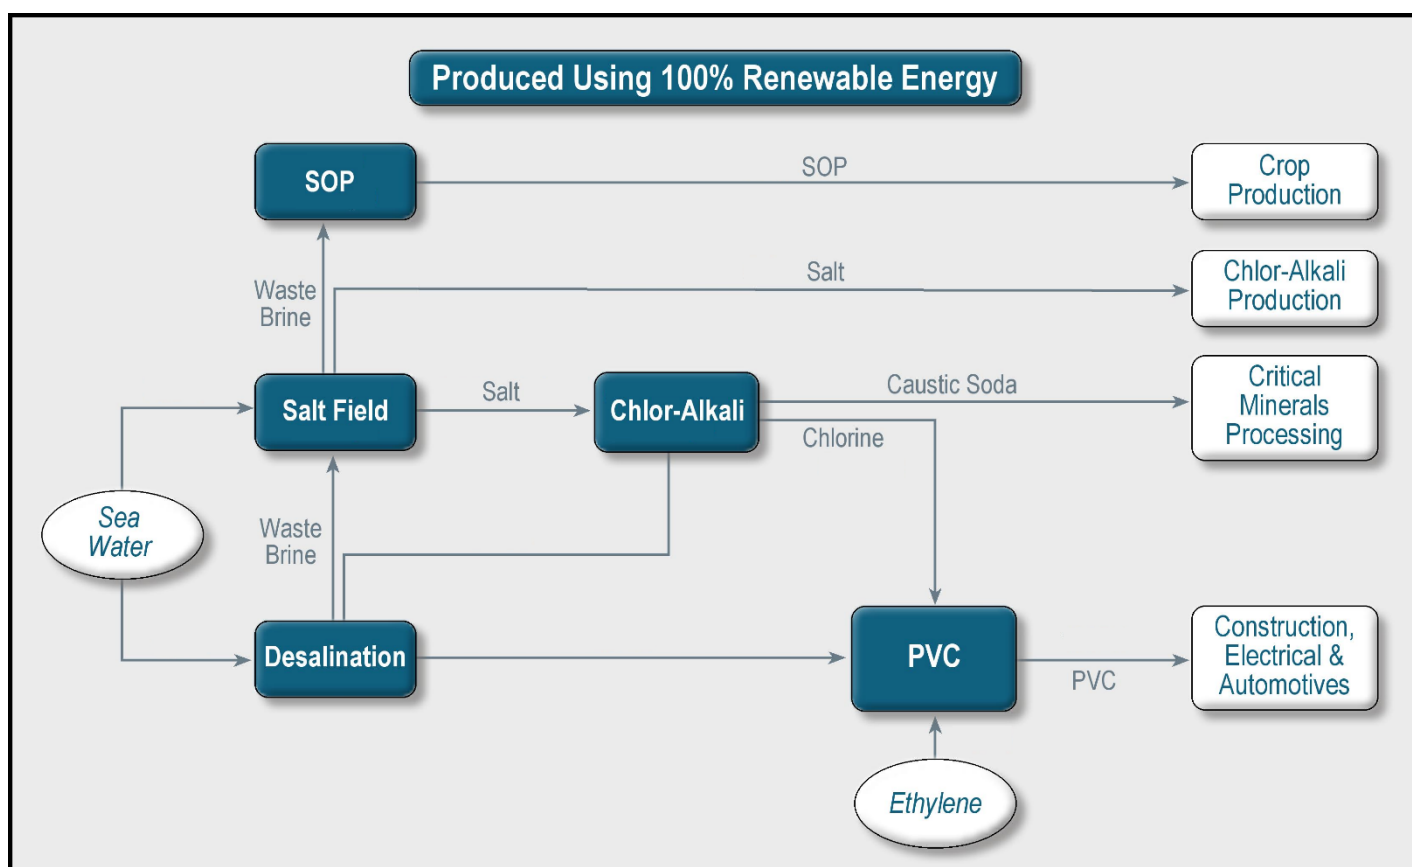 Produced Using 100% Renewable Energy
SOP
SOP
Crop
Production
Waste
Brine
Salt
Chlor-Alkali
Production
Salt Field
Salt
Chlor-Alkali
Caustic Soda
Chlorine
Critical
Minerals
Processing
Sea
Water
Waste
Brine
Desalination
PVC
PVC
Construction,
Electrical &
Automotives
Ethylene